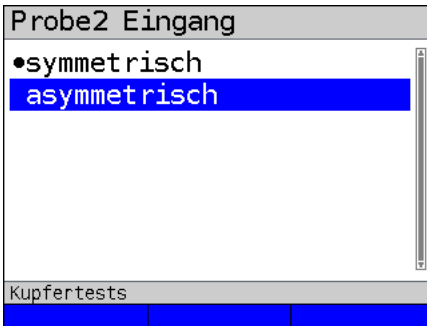 Probe2 Eingang
•symmetrisch
asymmetrisch
Kupfertests